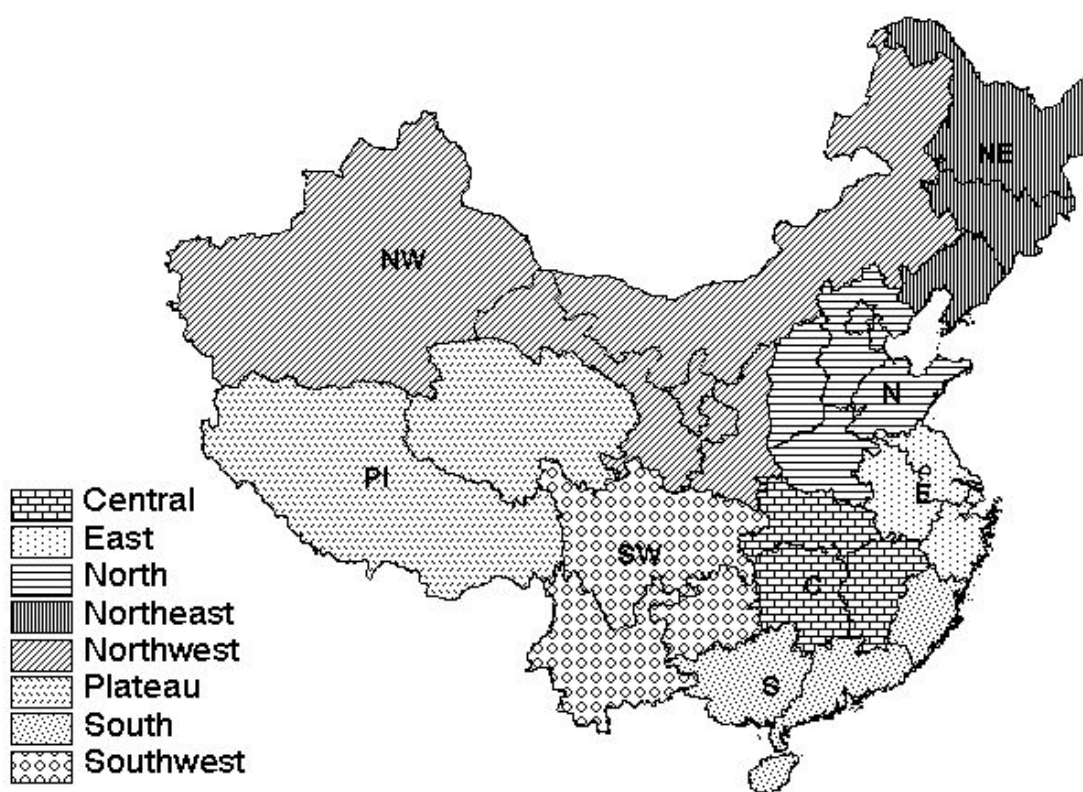 NE
NW
N
PI
E
SW
C
S
Central
East
North
Northeast
Northwest
Plateau
South
Southwest